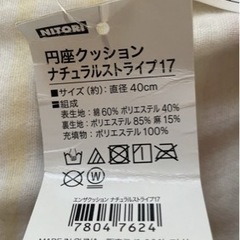 NITORI
円座クッション
ナチュラルストライプ17
■サイズ(約):直径40cm
■組成
表生地:綿60% ポリエステル40%
裏生地:ポリエステル85% 麻15%
充填物:ポリエステル100%
エンザクッション ナチュラルストライプ17
7804 7624